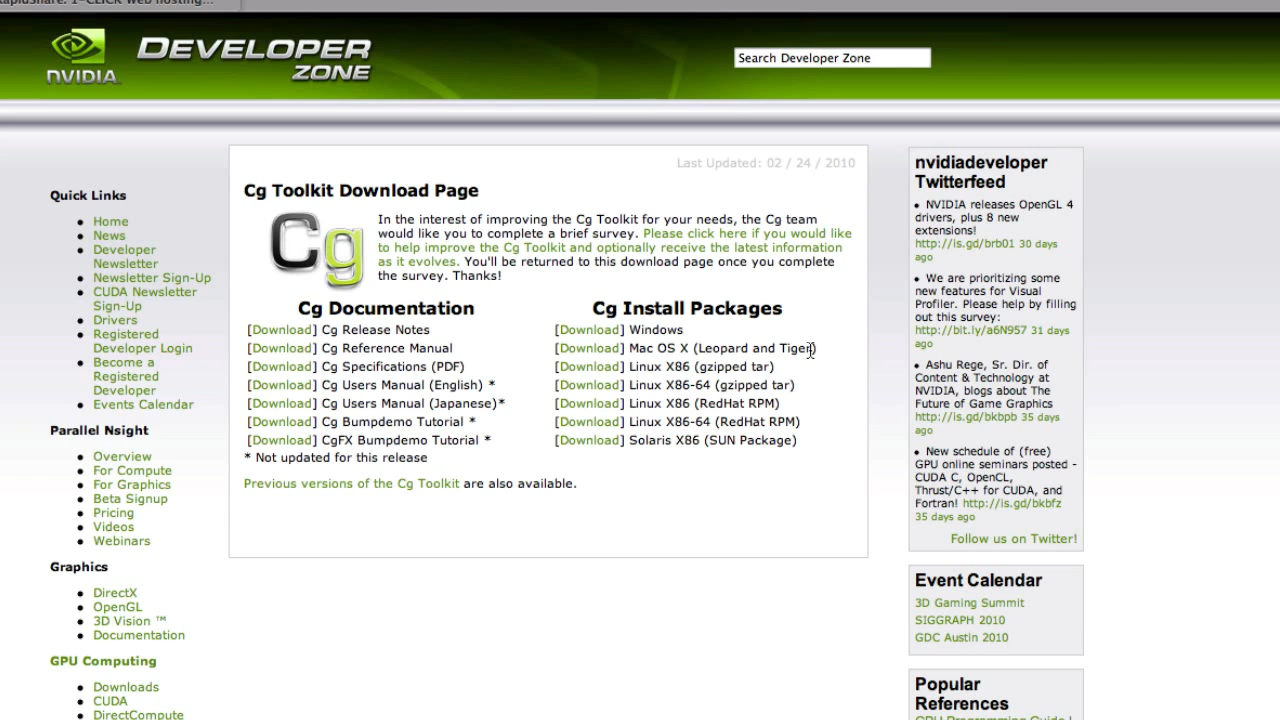 RapidShare: 1-CLICK Web hosting...
NVIDIA
DEVELOPER
ZONE
Search Developer Zone
Quick Links
Home
News
Developer
Newsletter
Newsletter Sign-Up
CUDA Newsletter
Sign-Up
Drivers
Registered
Developer Login
Become a
Registered
Developer
Events Calendar
Parallel Nsight
Overview
For Compute
For Graphics
Beta Signup
Pricing
Videos
Webinars
Graphics
DirectX
OpenGL
3D Vision ™
Documentation
GPU Computing
Downloads
CUDA
DirectCompute
Last Updated: 02 / 24 / 2010
Cg Toolkit Download Page
Cg
In the interest of improving the Cg Toolkit for your needs, the Cg team
would like you to complete a brief survey. Please click here if you would like
to help improve the Cg Toolkit and optionally receive the latest information
as it evolves. You'll be returned to this download page once you complete
the survey. Thanks!
Cg Documentation
[Download] Cg Release Notes
[Download] Cg Reference Manual
[Download] Cg Specifications (PDF)
[Download] Cg Users Manual (English) *
[Download] Cg Users Manual (Japanese)*
[Download] Cg Bumpdemo Tutorial *
[Download] CgFX Bumpdemo Tutorial *
* Not updated for this release
Cg Install Packages
[Download] Windows
[Download] Mac OS X (Leopard and Tiger)
[Download] Linux X86 (gzipped tar)
[Download] Linux X86-64 (gzipped tar)
[Download] Linux X86 (RedHat RPM)
[Download] Linux X86-64 (RedHat RPM)
[Download] Solaris X86 (SUN Package)
Previous versions of the Cg Toolkit are also available.
nvidiadeveloper
Twitterfeed
NVIDIA releases OpenGL 4
drivers, plus 8 new
extensions!
http://is.gd/brb01 30 days
ago
We are prioritizing some
new features for Visual
Profiler. Please help by filling
out this survey:
http://bit.ly/a6N957 31 days
ago
Ashu Rege, Sr. Dir. of
Content & Technology at
NVIDIA, blogs about The
Future of Game Graphics
http://is.gd/bkbpb 35 days
ago
New schedule of (free)
GPU online seminars posted -
CUDA C, OpenCL,
Thrust/C++ for CUDA, and
Fortran! http://is.gd/bkbfz
35 days ago
Follow us on Twitter!
Event Calendar
3D Gaming Summit
SIGGRAPH 2010
GDC Austin 2010
Popular
References
GPU Programming Guide |